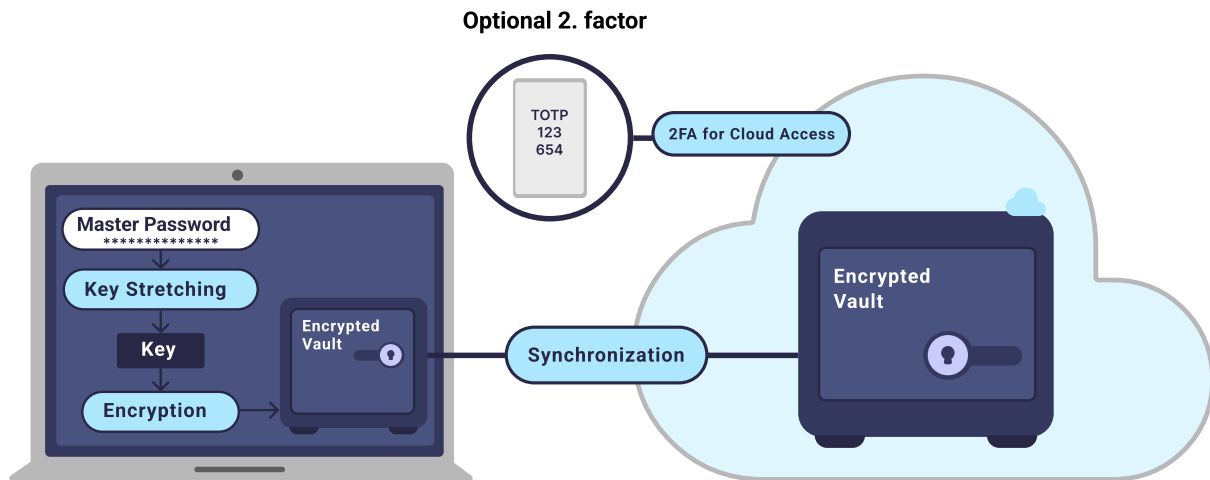 Optional 2. factor
TOTP
123
654
2FA for Cloud Access
Master Password
**************
Key Stretching
Key
Encryption
Encrypted
Vault
Synchronization
Encrypted
Vault